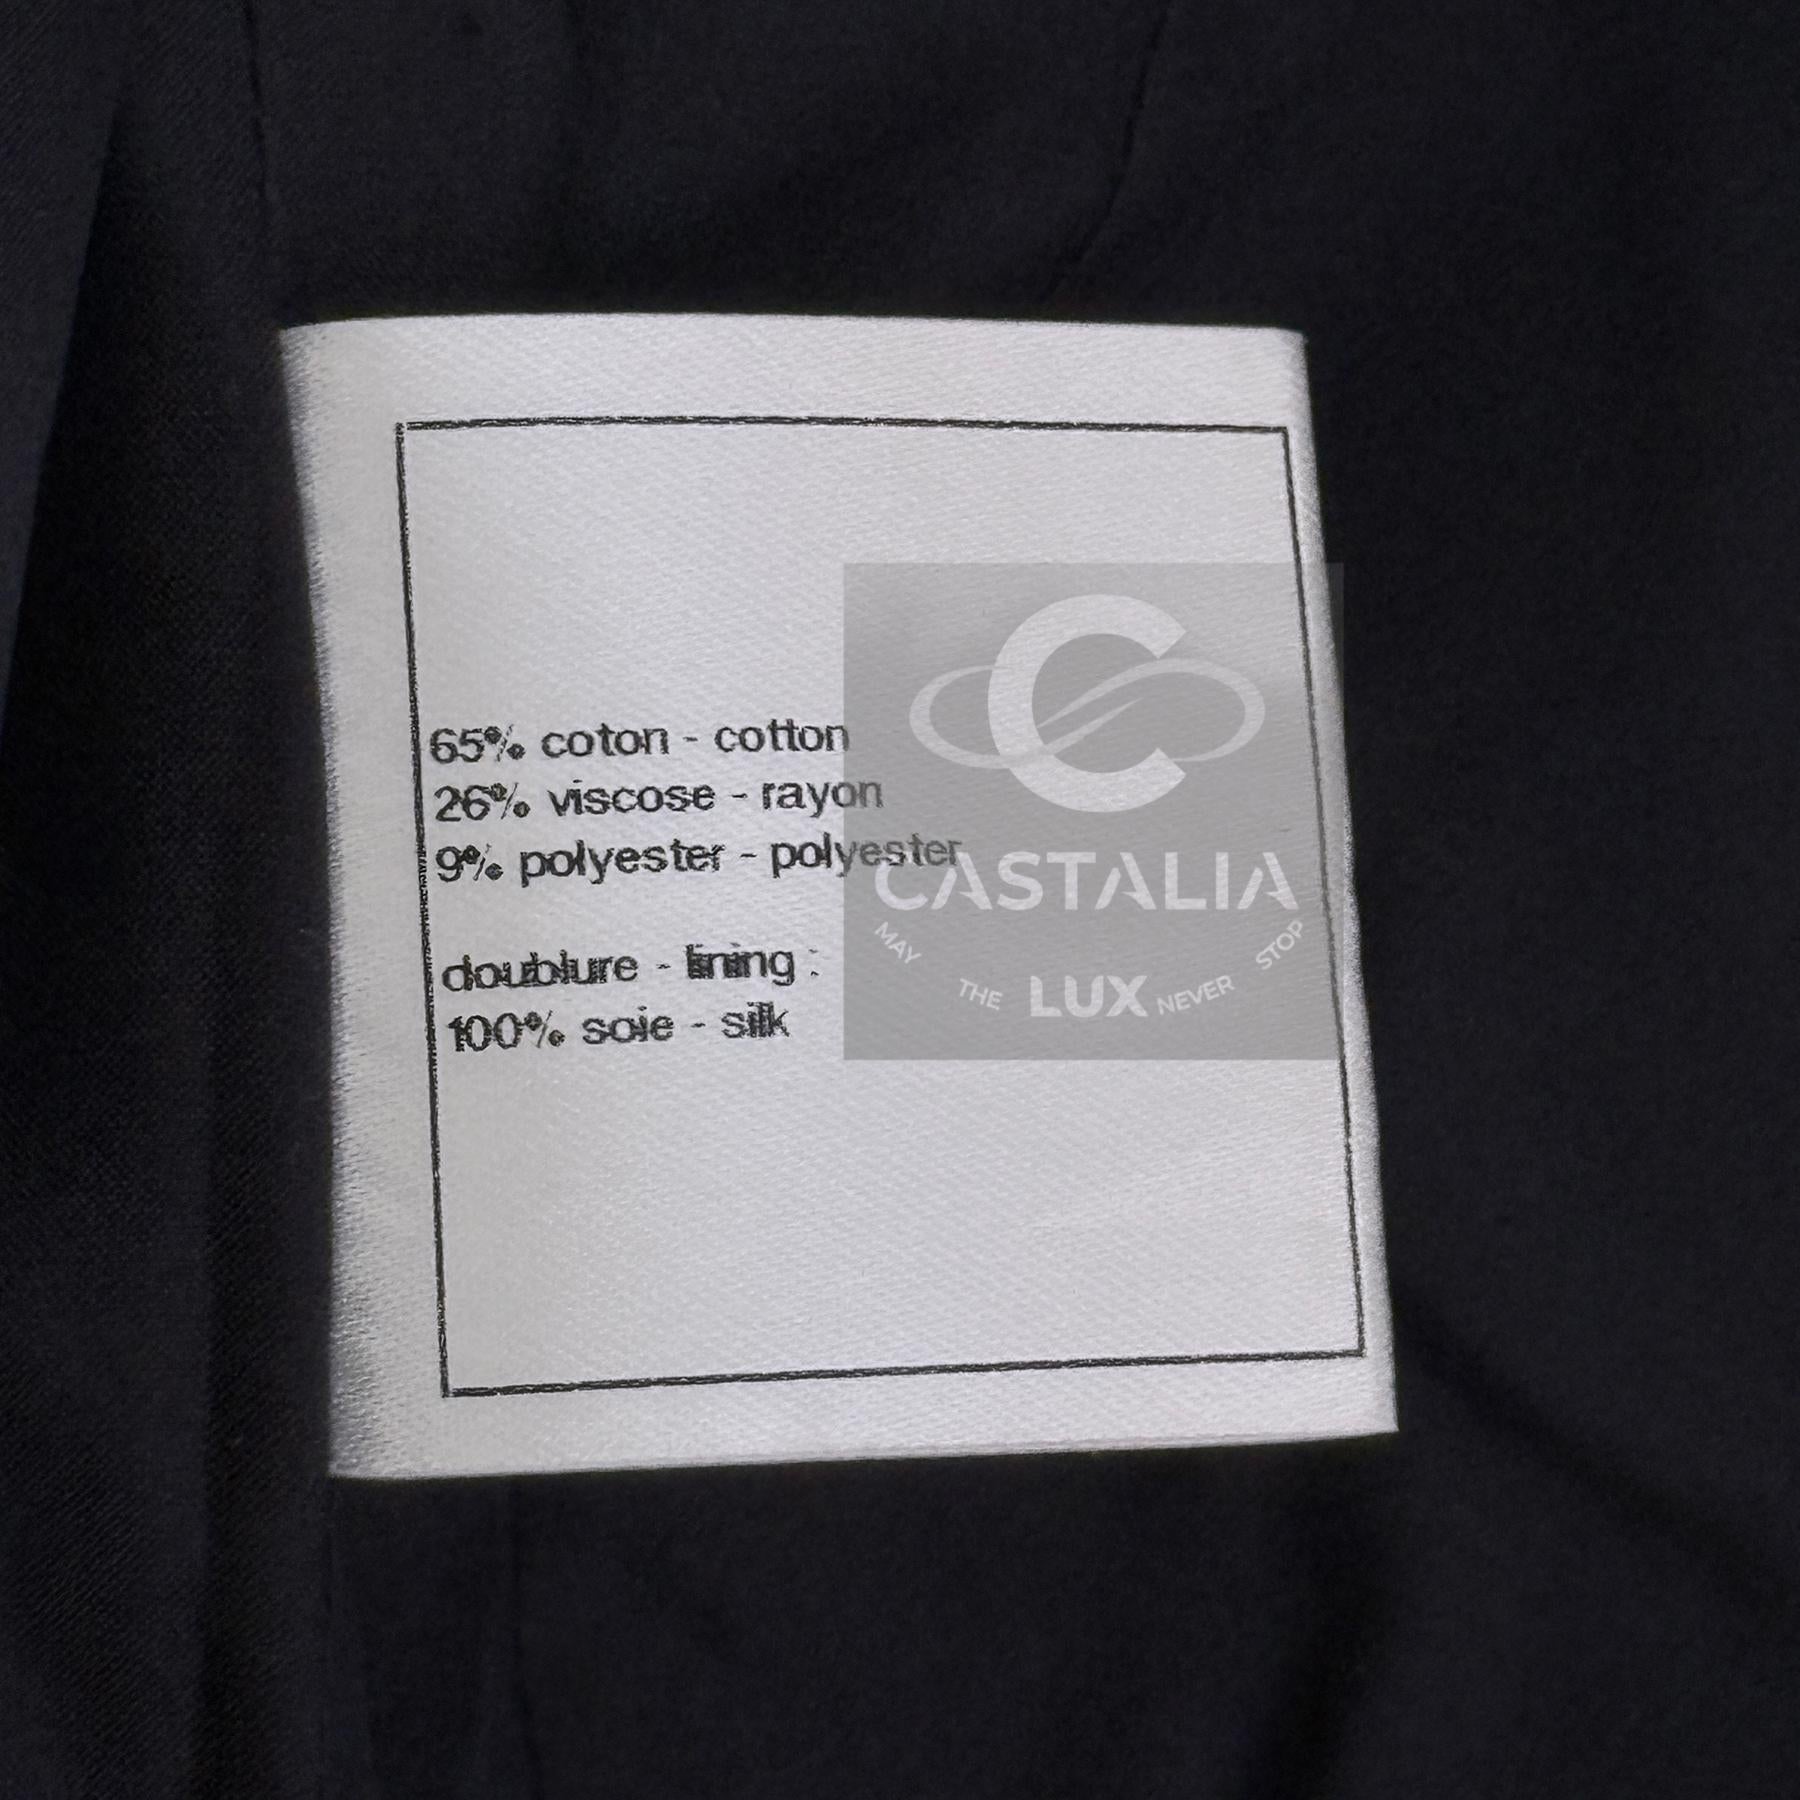 65% coton - cotton
26% viscose - rayon
9% polyester - polyester
doublure - lining :
100% soie - silk
C
CASTALIA
MAY THE LUX NEVER STOP